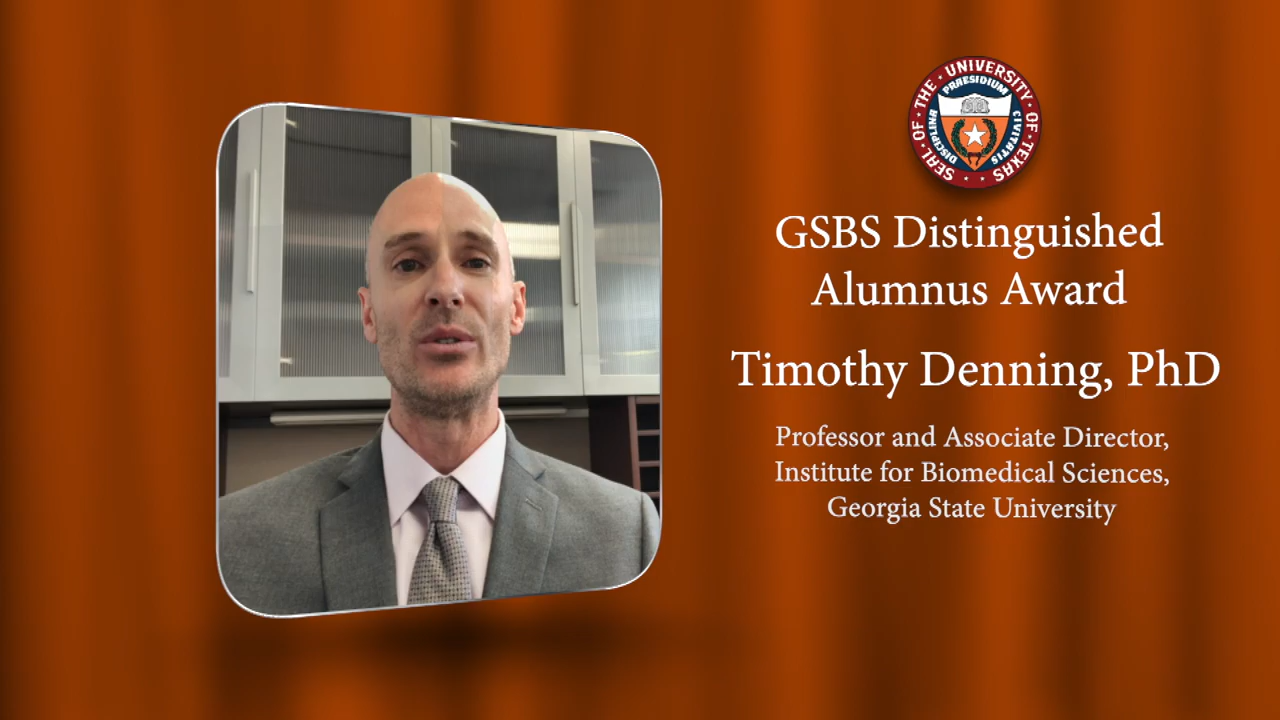 SEAL · OF · THE · UNIVERSITY · OF · TEXAS
PRAESIDIUM
DISCIPLINA
CIVITATIS
GSBS Distinguished
Alumnus Award
Timothy Denning, PhD
Professor and Associate Director,
Institute for Biomedical Sciences,
Georgia State University